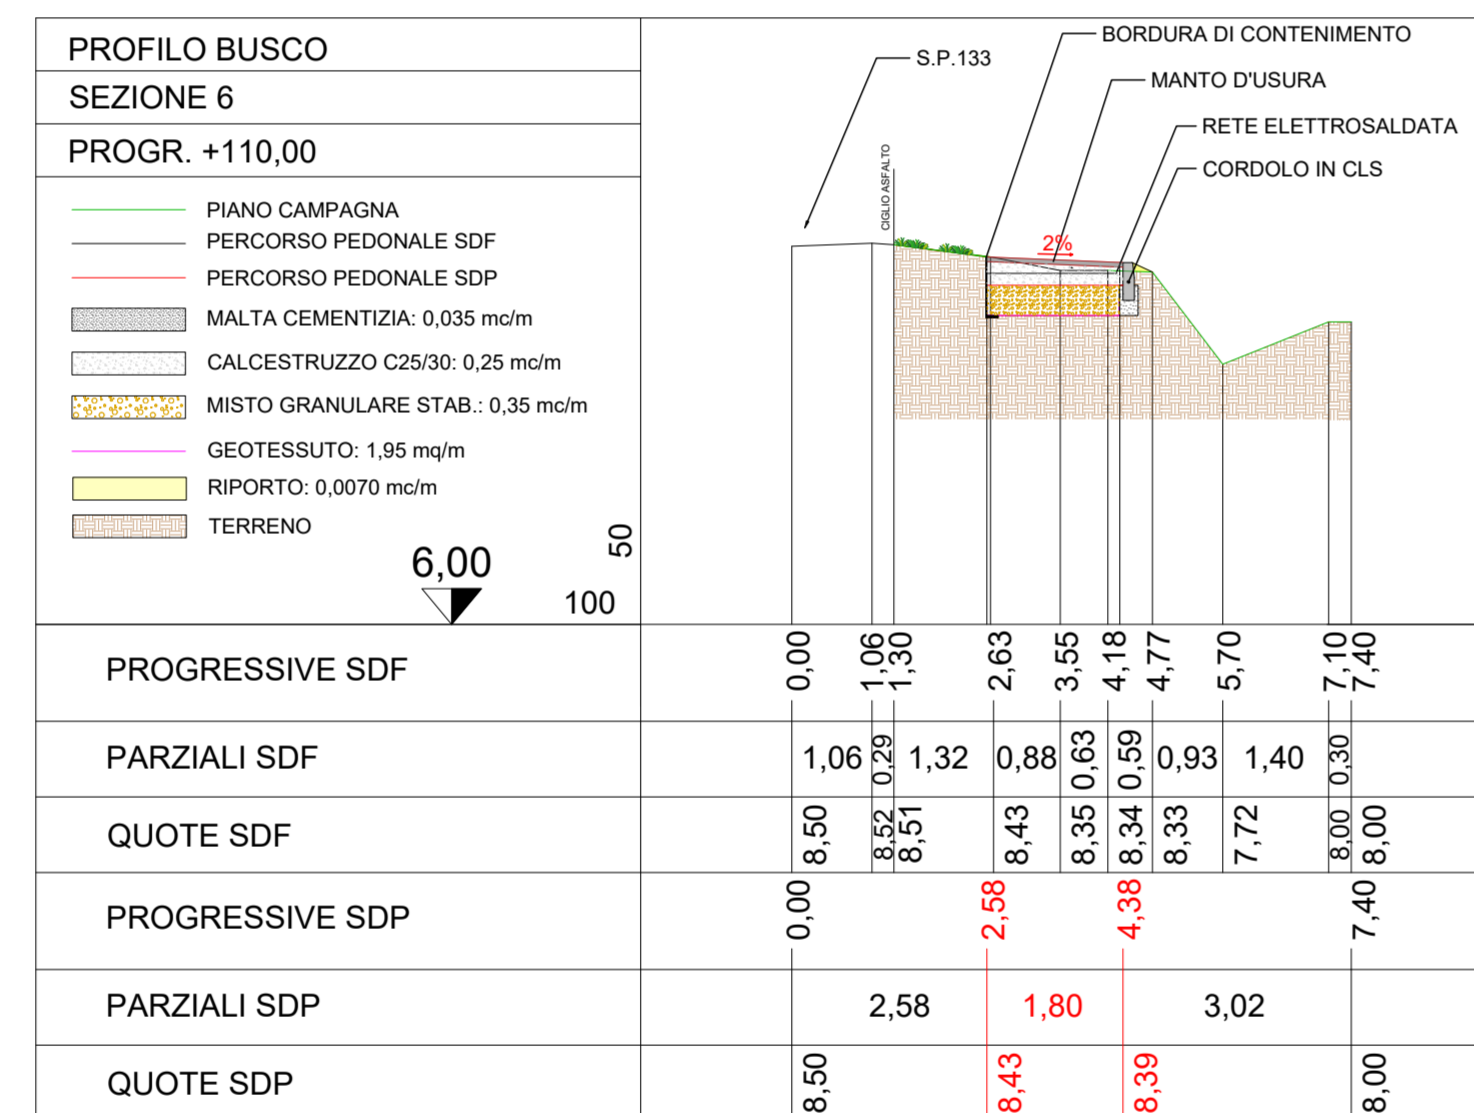 PROFILO BUSCO
SEZIONE 6
PROGR. +110,00
PIANO CAMPAGNA
PERCORSO PEDONALE SDF
PERCORSO PEDONALE SDP
MALTA CEMENTIZIA: 0,035 mc/m
CALCESTRUZZO C25/30: 0,25 mc/m
MISTO GRANULARE STAB.: 0,35 mc/m
GEOTESSUTO: 1,95 mq/m
RIPORTO: 0,0070 mc/m
TERRENO
6,00
50
100
S.P.133
CIGLIO ASFALTO
BORDURA DI CONTENIMENTO
MANTO D'USURA
RETE ELETTROSALDATA
CORDOLO IN CLS
2%
PROGRESSIVE SDF 0,00 1,06 1,30 2,63 3,55 4,18 4,77 5,70 7,10 7,40
PARZIALI SDF 1,06 0,29 1,32 0,88 0,63 0,59 0,93 1,40 0,30
QUOTE SDF 8,50 8,52 8,51 8,43 8,35 8,34 8,33 7,72 8,00 8,00
PROGRESSIVE SDP 0,00 2,58 4,38 7,40
PARZIALI SDP 2,58 1,80 3,02
QUOTE SDP 8,50 8,43 8,39 8,00